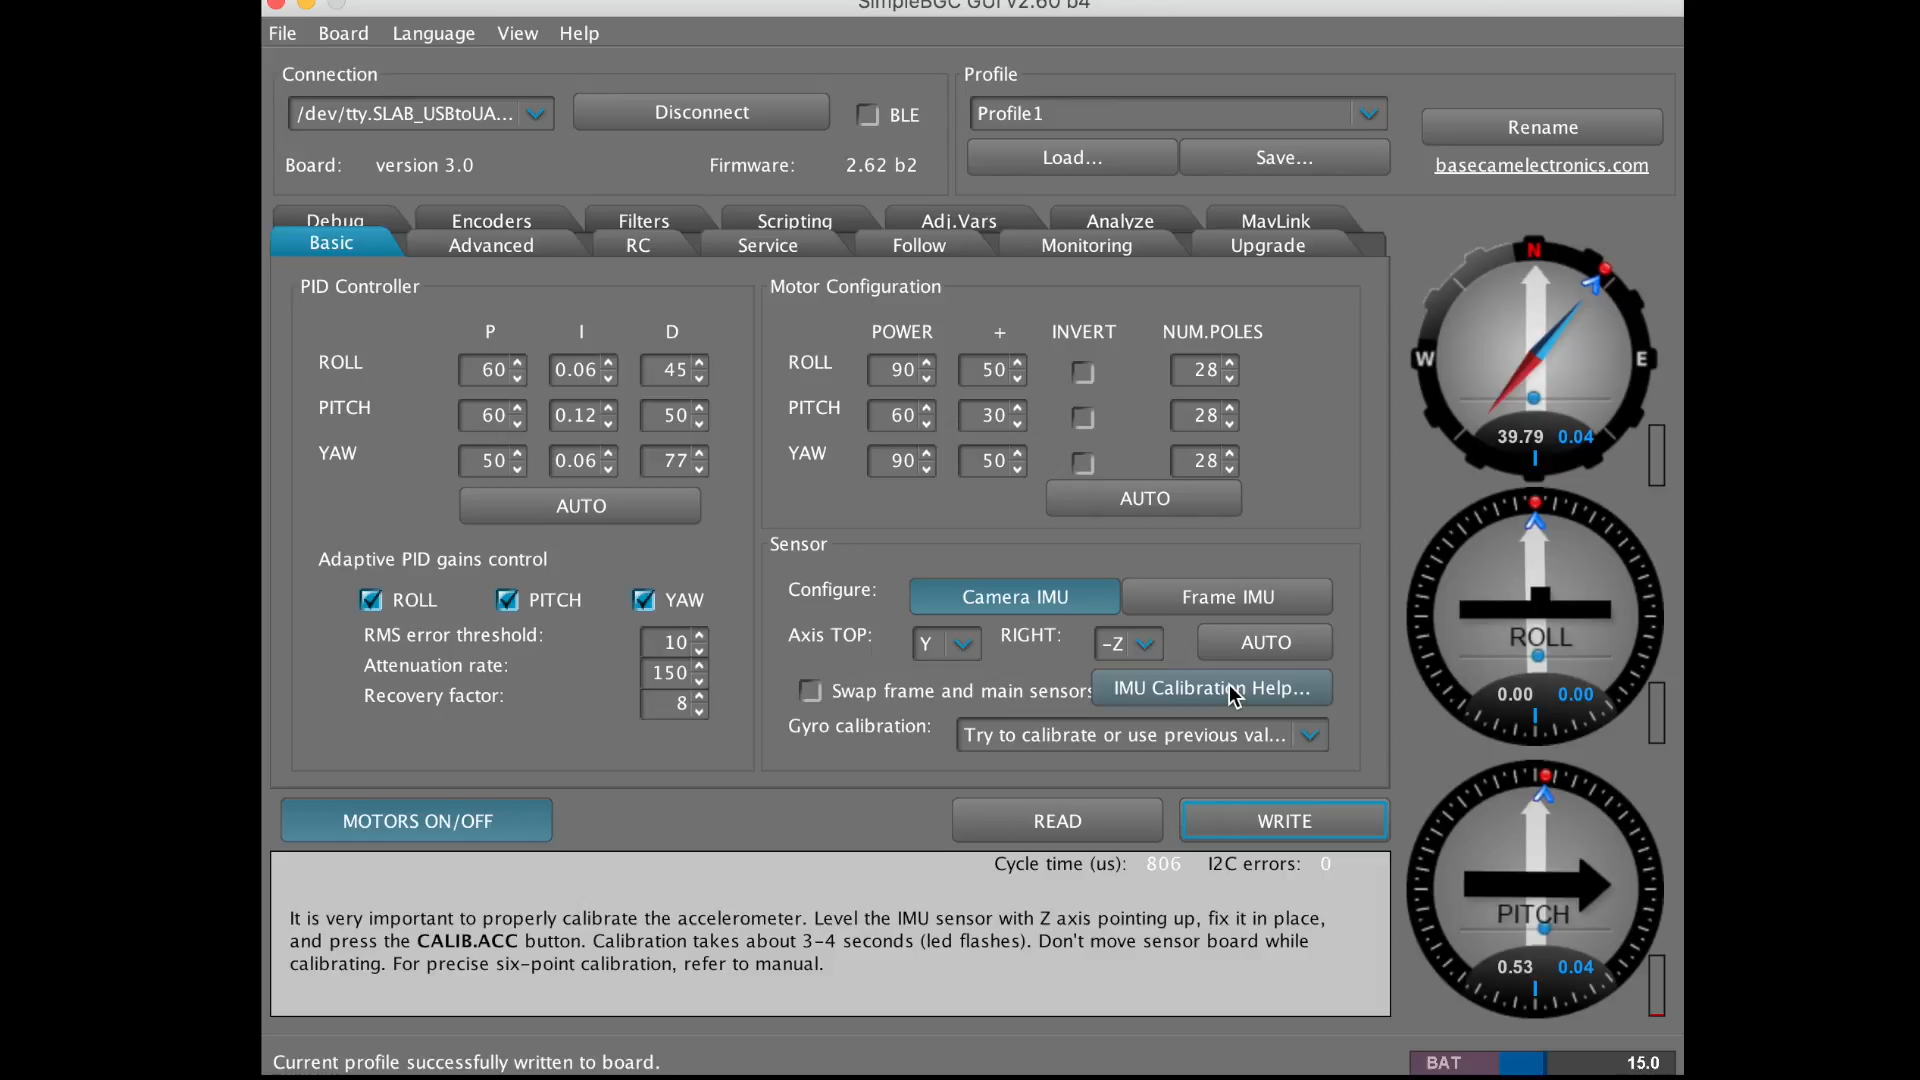 SimpleBGC GUI v2.60 b4
File Board Language View Help
Connection
/dev/tty.SLAB_USBtoUA...
Disconnect
BLE
Board: version 3.0
Firmware: 2.62 b2
Profile
Profile1
Load...
Save...
Rename
basecamelectronics.com
Debug Encoders Filters Scripting Adj.Vars Analyze MavLink
Basic Advanced RC Service Follow Monitoring Upgrade
PID Controller
P I D
ROLL 60 0.06 45
PITCH 60 0.12 50
YAW 50 0.06 77
AUTO
Adaptive PID gains control
ROLL PITCH YAW
RMS error threshold: 10
Attenuation rate: 150
Recovery factor: 8
Motor Configuration
POWER + INVERT NUM.POLES
ROLL 90 50 28
PITCH 60 30 28
YAW 90 50 28
AUTO
Sensor
Configure: Camera IMU Frame IMU
Axis TOP: Y RIGHT: -Z AUTO
Swap frame and main sensors
IMU Calibration Help...
Gyro calibration: Try to calibrate or use previous val...
MOTORS ON/OFF
READ
WRITE
Cycle time (us): 806 I2C errors: 0
It is very important to properly calibrate the accelerometer. Level the IMU sensor with Z axis pointing up, fix it in place,
and press the CALIB.ACC button. Calibration takes about 3-4 seconds (led flashes). Don't move sensor board while
calibrating. For precise six-point calibration, refer to manual.
Current profile successfully written to board.
N
W E
39.79 0.04
ROLL
0.00 0.00
PITCH
0.53 0.04
BAT 15.0